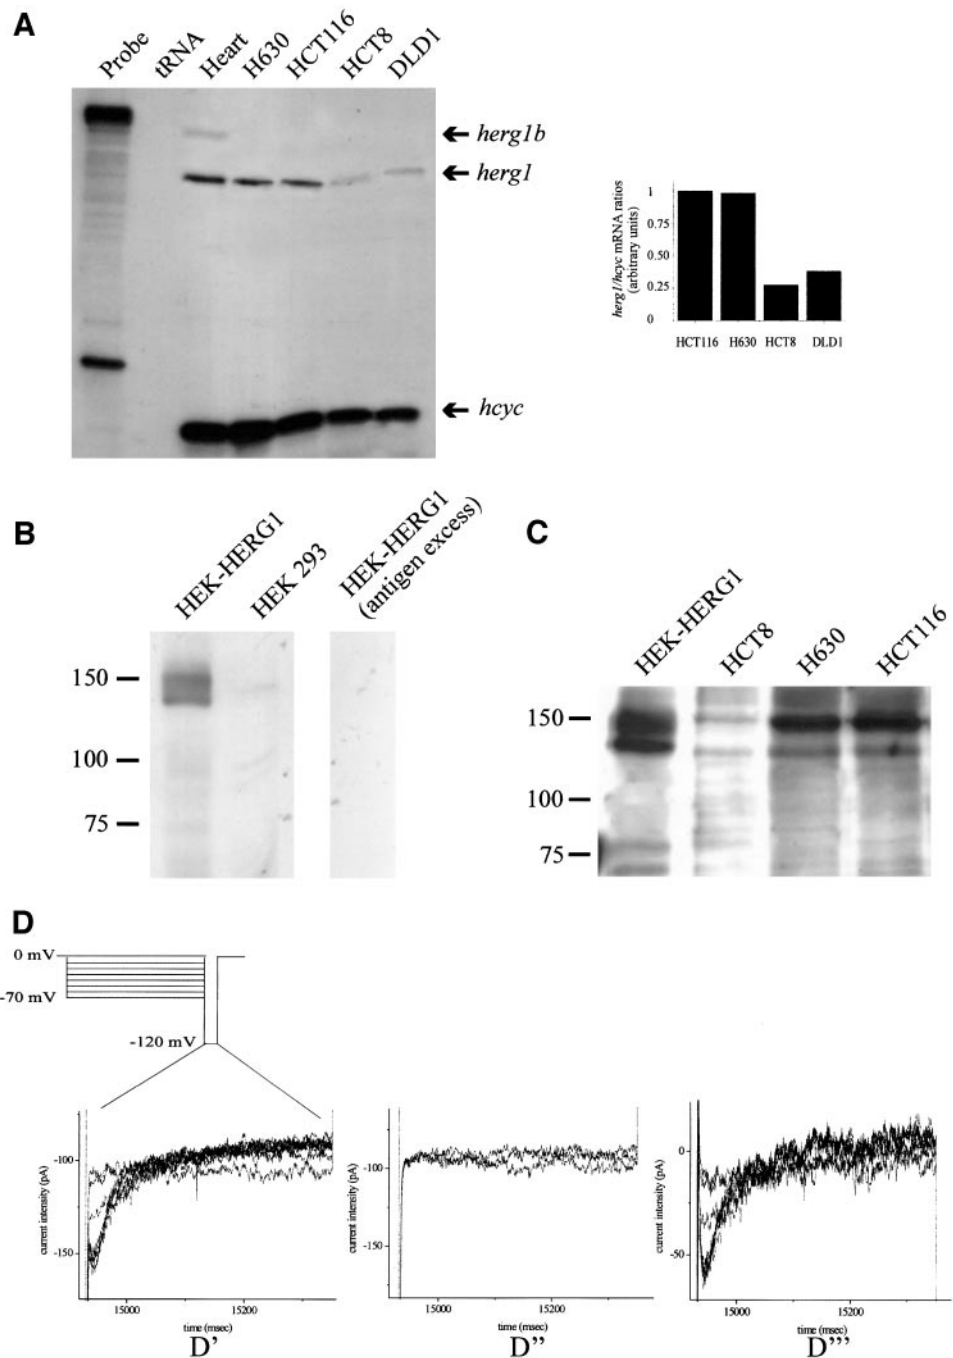 A
Probe
tRNA
Heart
H630
HCT116
HCT8
DLD1
herg1b
herg1
hcyc
herg1/hcyc mRNA ratios
(arbitrary units)
1
0.75
0.50
0.25
0
HCT116 H630 HCT8 DLD1
B
HEK-HERG1
HEK 293
HEK-HERG1
(antigen excess)
150
100
75
C
HEK-HERG1
HCT8
H630
HCT116
150
100
75
D
0 mV
-70 mV
-120 mV
current intensity (pA)
-100
-150
15000 15200
time (msec)
D'
current intensity (pA)
-100
-150
15000 15200
time (msec)
D''
current intensity (pA)
0
-50
15000 15200
time (msec)
D'''